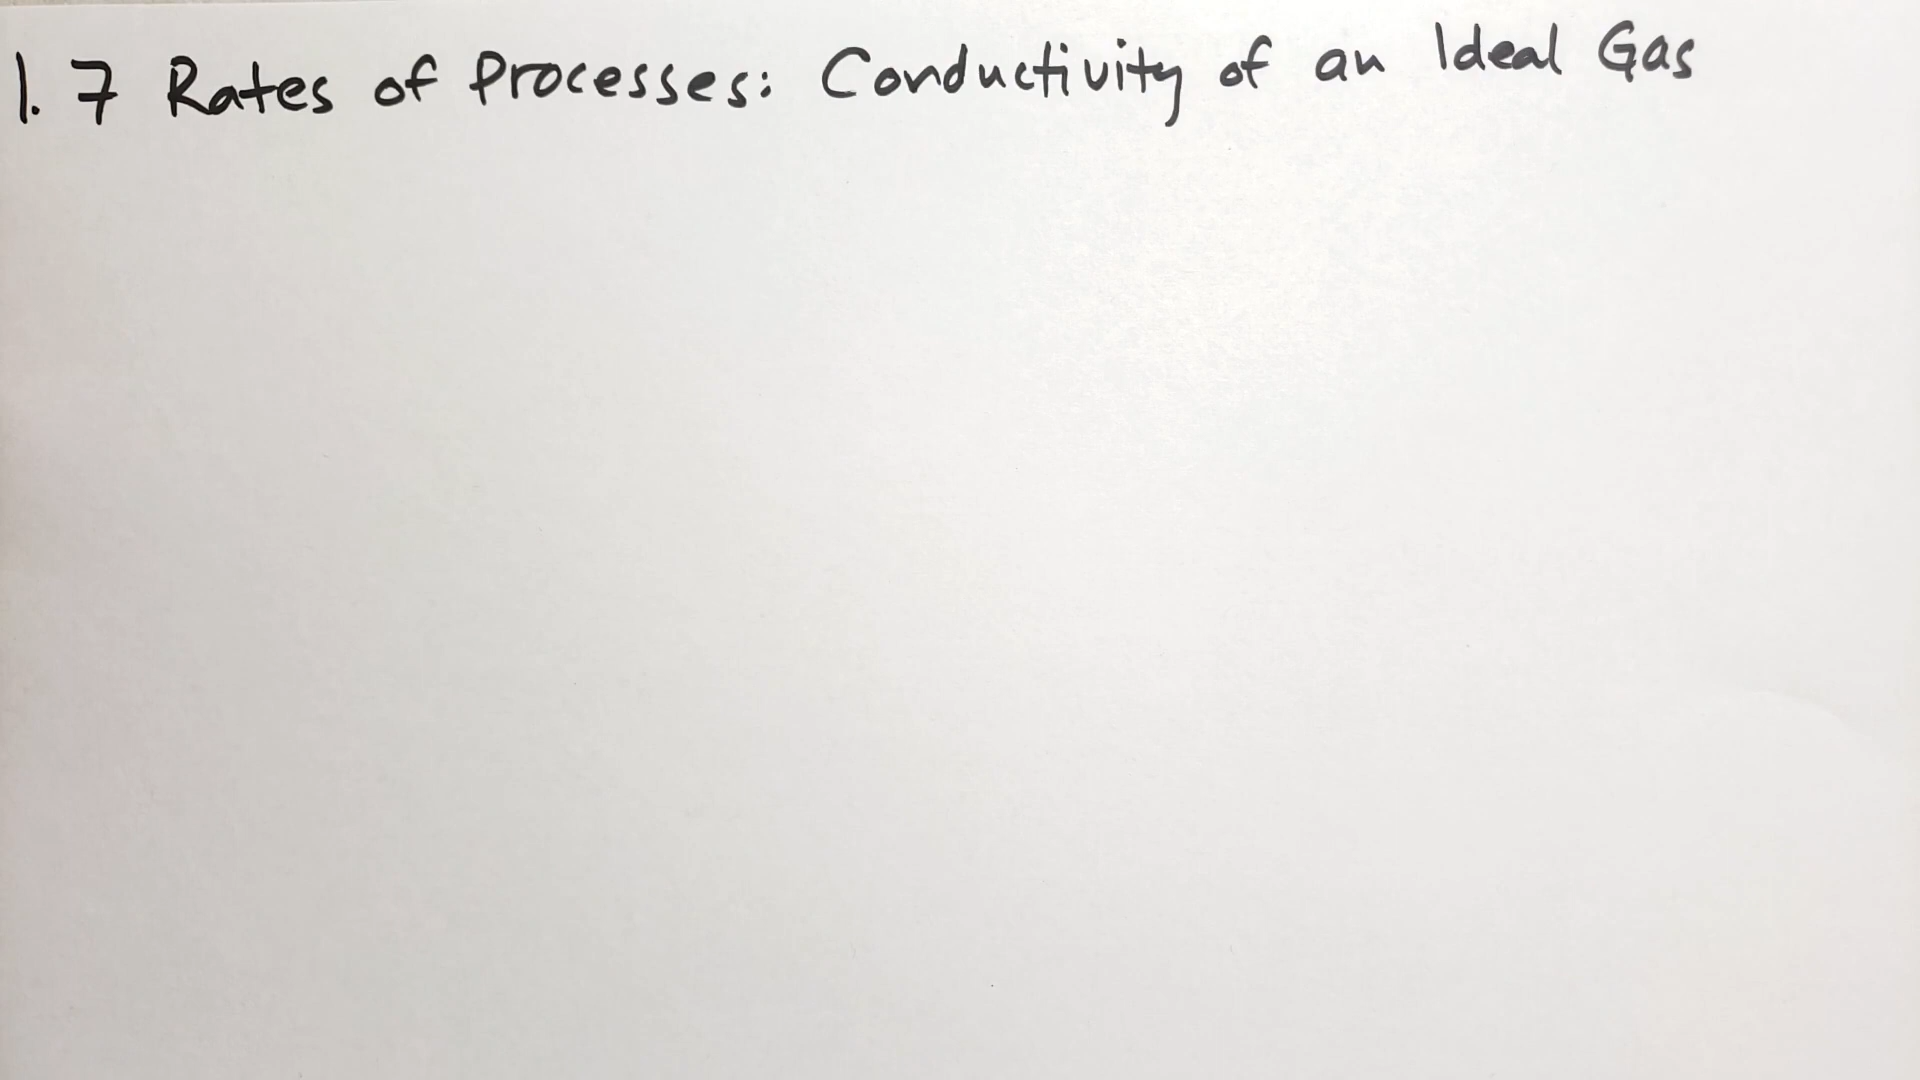 1.7 Rates of Processes: Conductivity of an Ideal Gas